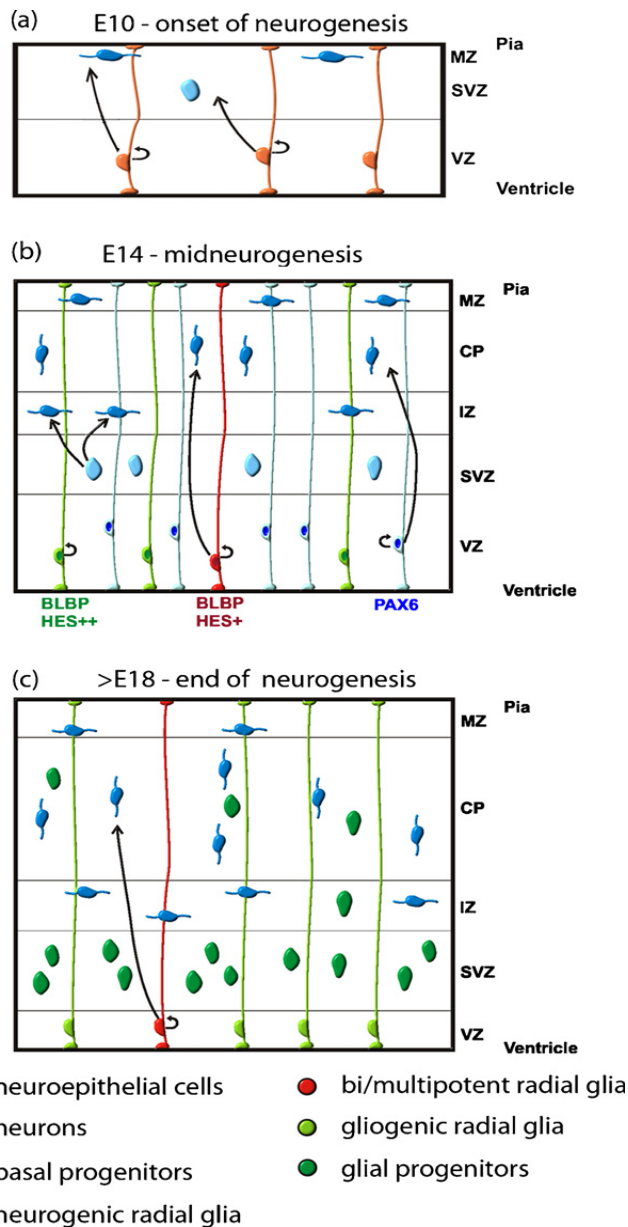 (a) E10 - onset of neurogenesis
Pia
MZ
SVZ
VZ
Ventricle
(b) E14 - midneurogenesis
Pia
MZ
CP
IZ
SVZ
VZ
Ventricle
BLBP BLBP PAX6
HES++ HES+
(c) >E18 - end of neurogenesis
MZ Pia
CP
IZ
SVZ
VZ
Ventricle
neuroepithelial cells bi/multipotent radial glia
neurons gliogenic radial glia
basal progenitors glial progenitors
neurogenic radial glia